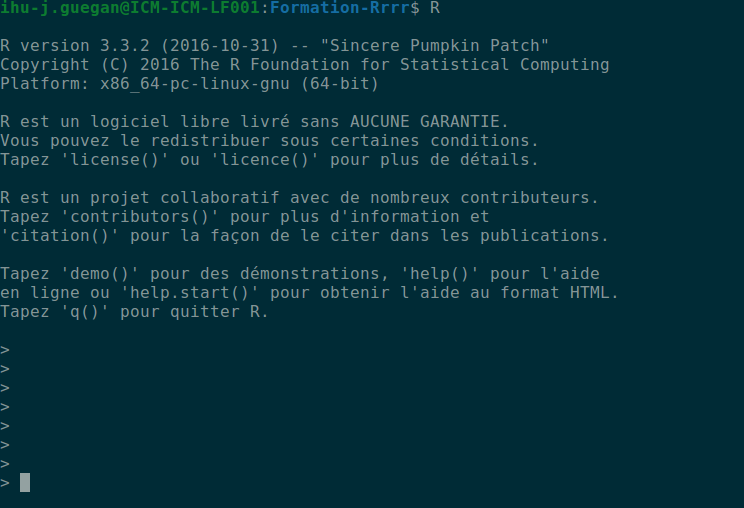 ihu-j.guegan@ICM-ICM-LF001:Formation-Rrrr$ R
R version 3.3.2 (2016-10-31) -- "Sincere Pumpkin Patch"
Copyright (C) 2016 The R Foundation for Statistical Computing
Platform: x86_64-pc-linux-gnu (64-bit)
R est un logiciel libre livré sans AUCUNE GARANTIE.
Vous pouvez le redistribuer sous certaines conditions.
Tapez 'license()' ou 'licence()' pour plus de détails.
R est un projet collaboratif avec de nombreux contributeurs.
Tapez 'contributors()' pour plus d'information et
'citation()' pour la façon de le citer dans les publications.
Tapez 'demo()' pour des démonstrations, 'help()' pour l'aide
en ligne ou 'help.start()' pour obtenir l'aide au format HTML.
Tapez 'q()' pour quitter R.
>
>
>
>
>
>
>
>